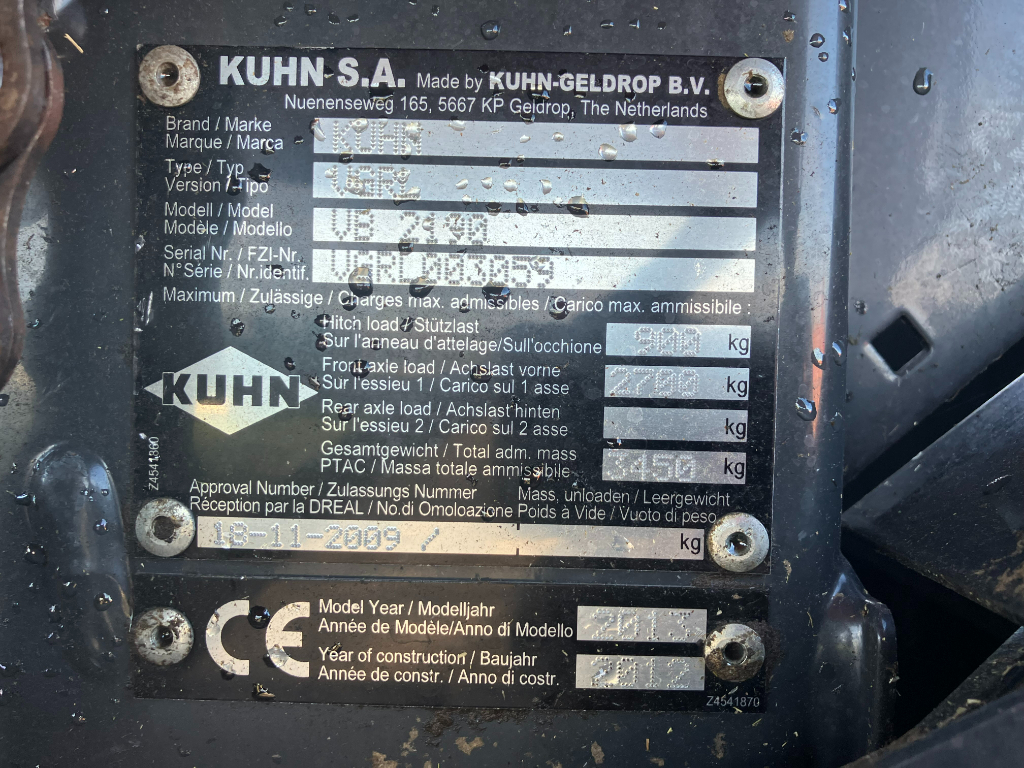 KUHN S.A. Made by KUHN-GELDROP B.V.
Nuenenseweg 165, 5667 KP Geldrop, The Netherlands
Brand / Marke
Marque / Marca
KUHN
Type / Typ
Version / Tipo
VGRL
Modell / Model
Modèle / Modello
VB 2190
Serial Nr. / FZI-Nr.
N°Série / Nr.identif.
VGRL003059
Maximum / Zulässige / Charges max. admissibles / Carico max. ammissibile :
Hitch load / Stützlast
Sur l'anneau d'attelage/Sull'occhione
900 kg
Front axle load / Achslast vorne
Sur l'essieu 1 / Carico sul 1 asse
2700 kg
Rear axle load / Achslast hinten
Sur l'essieu 2 / Carico sul 2 asse
kg
Gesamtgewicht / Total adm. mass
PTAC / Massa totale ammissibile
3450 kg
KUHN
Z4541860
Approval Number / Zulassungs Nummer
Réception par la DREAL / No.di Omoloazione
Mass, unloaden / Leergewicht
Poids à Vide / Vuoto di peso
18-11-2009 /
kg
CE
Model Year / Modelljahr
Année de Modèle/Anno di Modello
2013
Year of construction / Baujahr
Année de constr. / Anno di costr.
2012
Z4541870